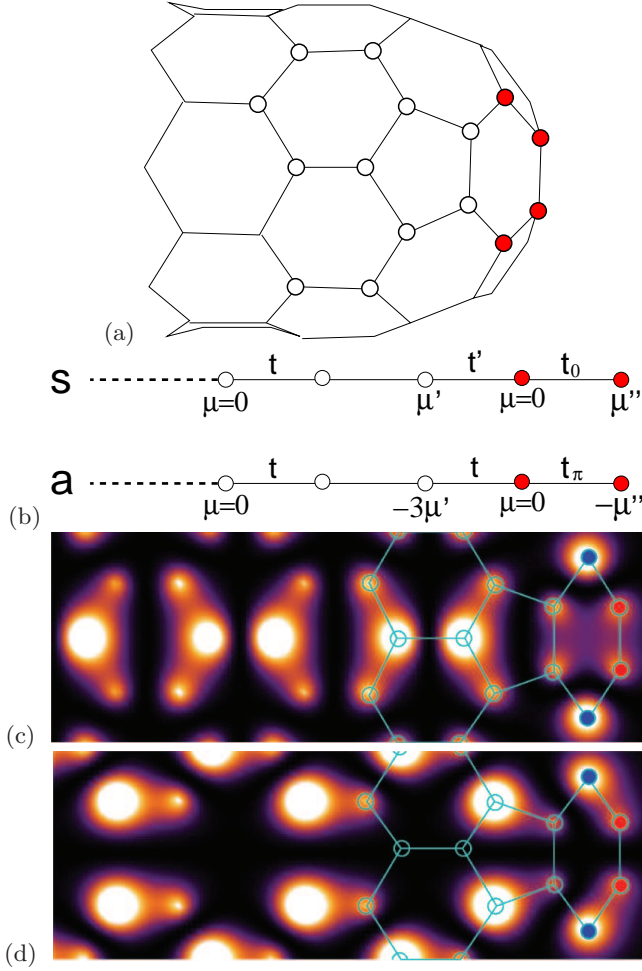 (a)
t t' t₀
s
μ=0 μ' μ=0 μ''
t t t_π
a
μ=0 -3μ' μ=0 -μ''
(b)
(c)
(d)